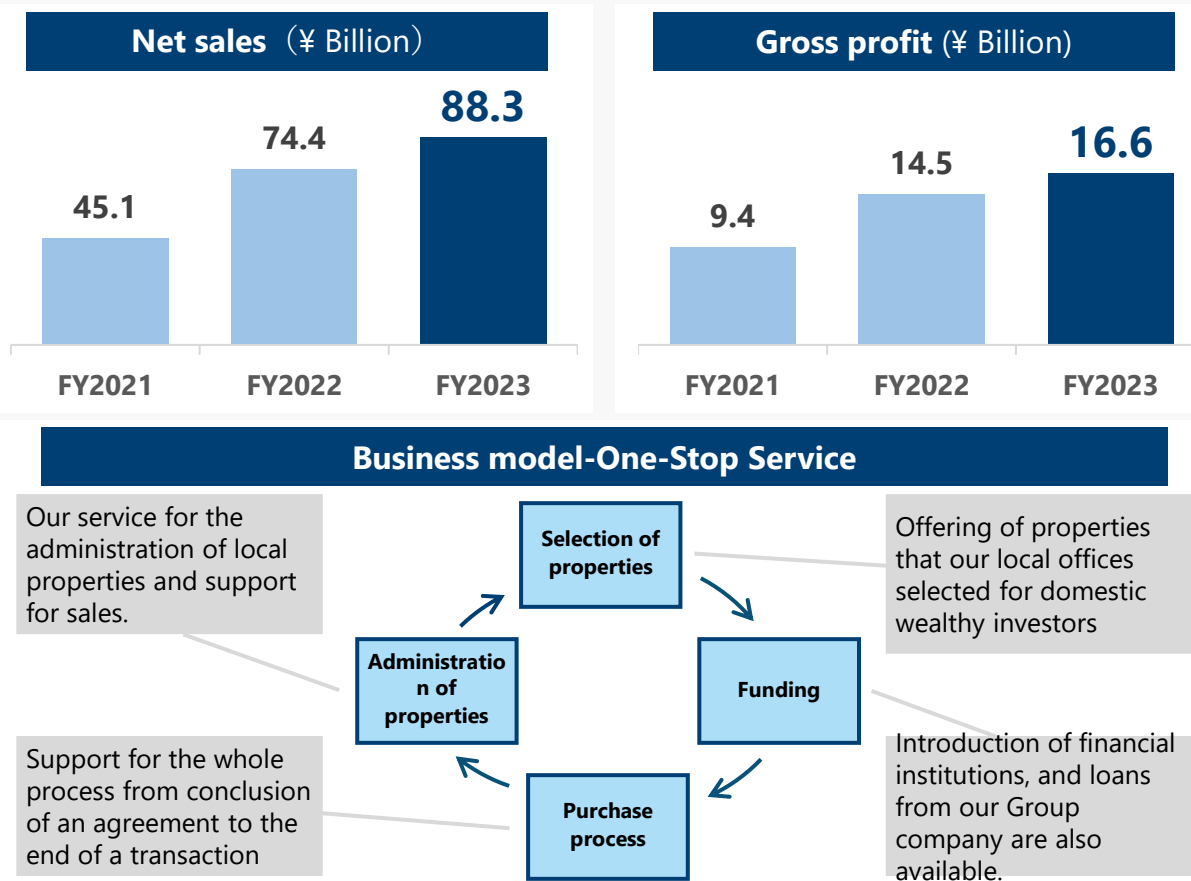 Net sales（¥ Billion）
88.3
74.4
45.1
FY2021 FY2022 FY2023
Gross profit (¥ Billion)
16.6
14.5
9.4
FY2021 FY2022 FY2023
Business model-One-Stop Service
Our service for the
administration of local
properties and support
for sales.
Selection of
properties
Offering of properties
that our local offices
selected for domestic
wealthy investors
Administratio
n of
properties
Funding
Support for the whole
process from conclusion
of an agreement to the
end of a transaction
Purchase
process
Introduction of financial
institutions, and loans
from our Group
company are also
available.